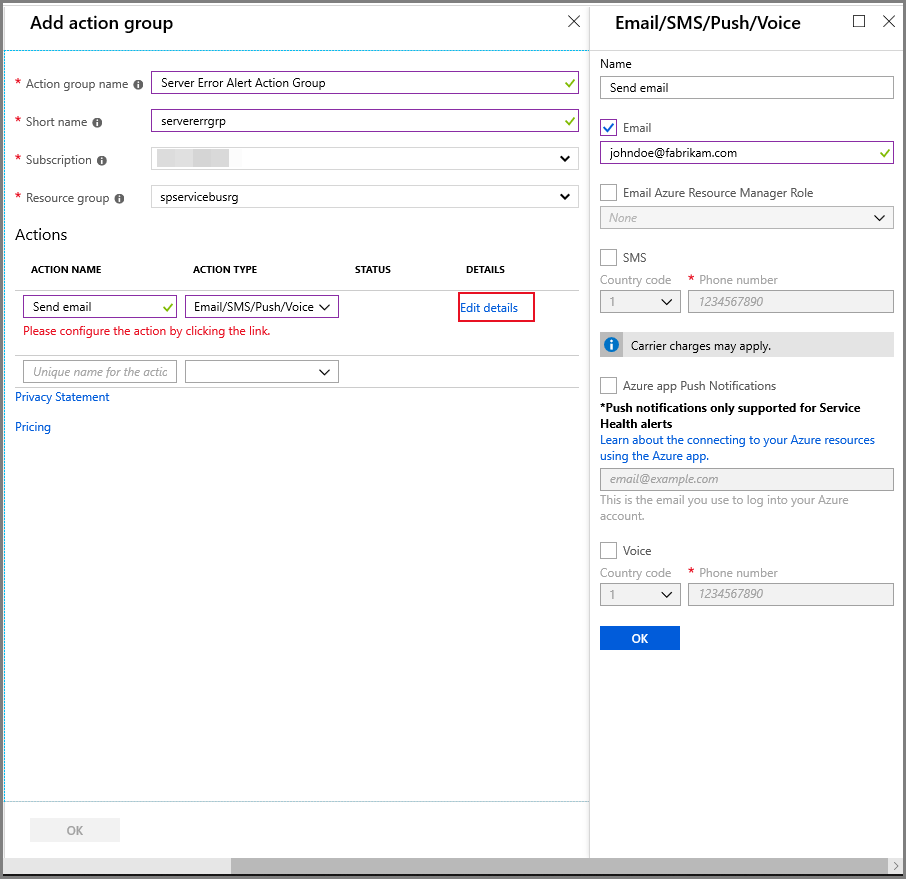 Add action group
* Action group name
Server Error Alert Action Group
* Short name
servererrgrp
* Subscription
* Resource group
spservicebusrg
Actions
ACTION NAME ACTION TYPE STATUS DETAILS
Send email Email/SMS/Push/Voice Edit details
Please configure the action by clicking the link.
Unique name for the actic
Privacy Statement
Pricing
OK
Email/SMS/Push/Voice
Name
Send email
Email
johndoe@fabrikam.com
Email Azure Resource Manager Role
None
SMS
Country code * Phone number
1 1234567890
Carrier charges may apply.
Azure app Push Notifications
*Push notifications only supported for Service
Health alerts
Learn about the connecting to your Azure resources
using the Azure app.
email@example.com
This is the email you use to log into your Azure
account.
Voice
Country code * Phone number
1 1234567890
OK